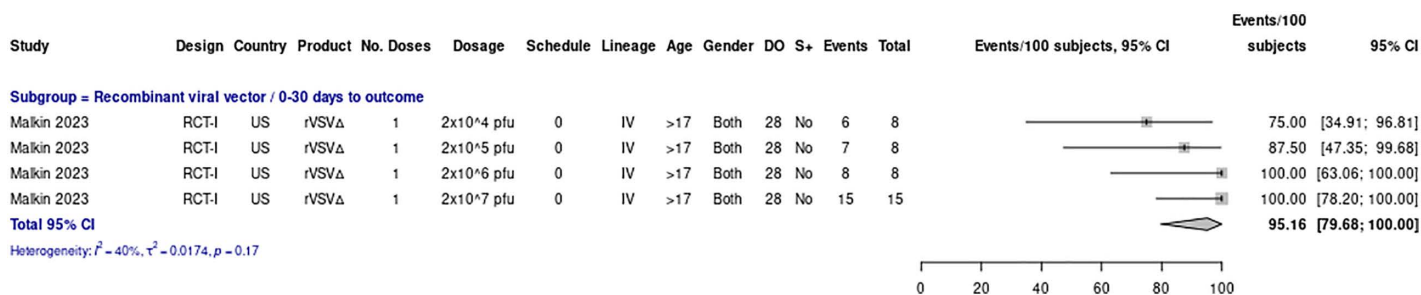 Events/100
Study Design Country Product No. Doses Dosage Schedule Lineage Age Gender DO S+ Events Total Events/100 subjects, 95% CI subjects 95% CI
Subgroup = Recombinant viral vector / 0-30 days to outcome
Malkin 2023 RCT-I US rVSV∆ 1 2x10^4 pfu 0 IV >17 Both 28 No 6 8 75.00 [34.91; 96.81]
Malkin 2023 RCT-I US rVSV∆ 1 2x10^5 pfu 0 IV >17 Both 28 No 7 8 87.50 [47.35; 99.68]
Malkin 2023 RCT-I US rVSV∆ 1 2x10^6 pfu 0 IV >17 Both 28 No 8 8 100.00 [63.06; 100.00]
Malkin 2023 RCT-I US rVSV∆ 1 2x10^7 pfu 0 IV >17 Both 28 No 15 15 100.00 [78.20; 100.00]
Total 95% CI 95.16 [79.68; 100.00]
Heterogeneity: I² = 40%, τ² = 0.0174, p = 0.17
0 20 40 60 80 100